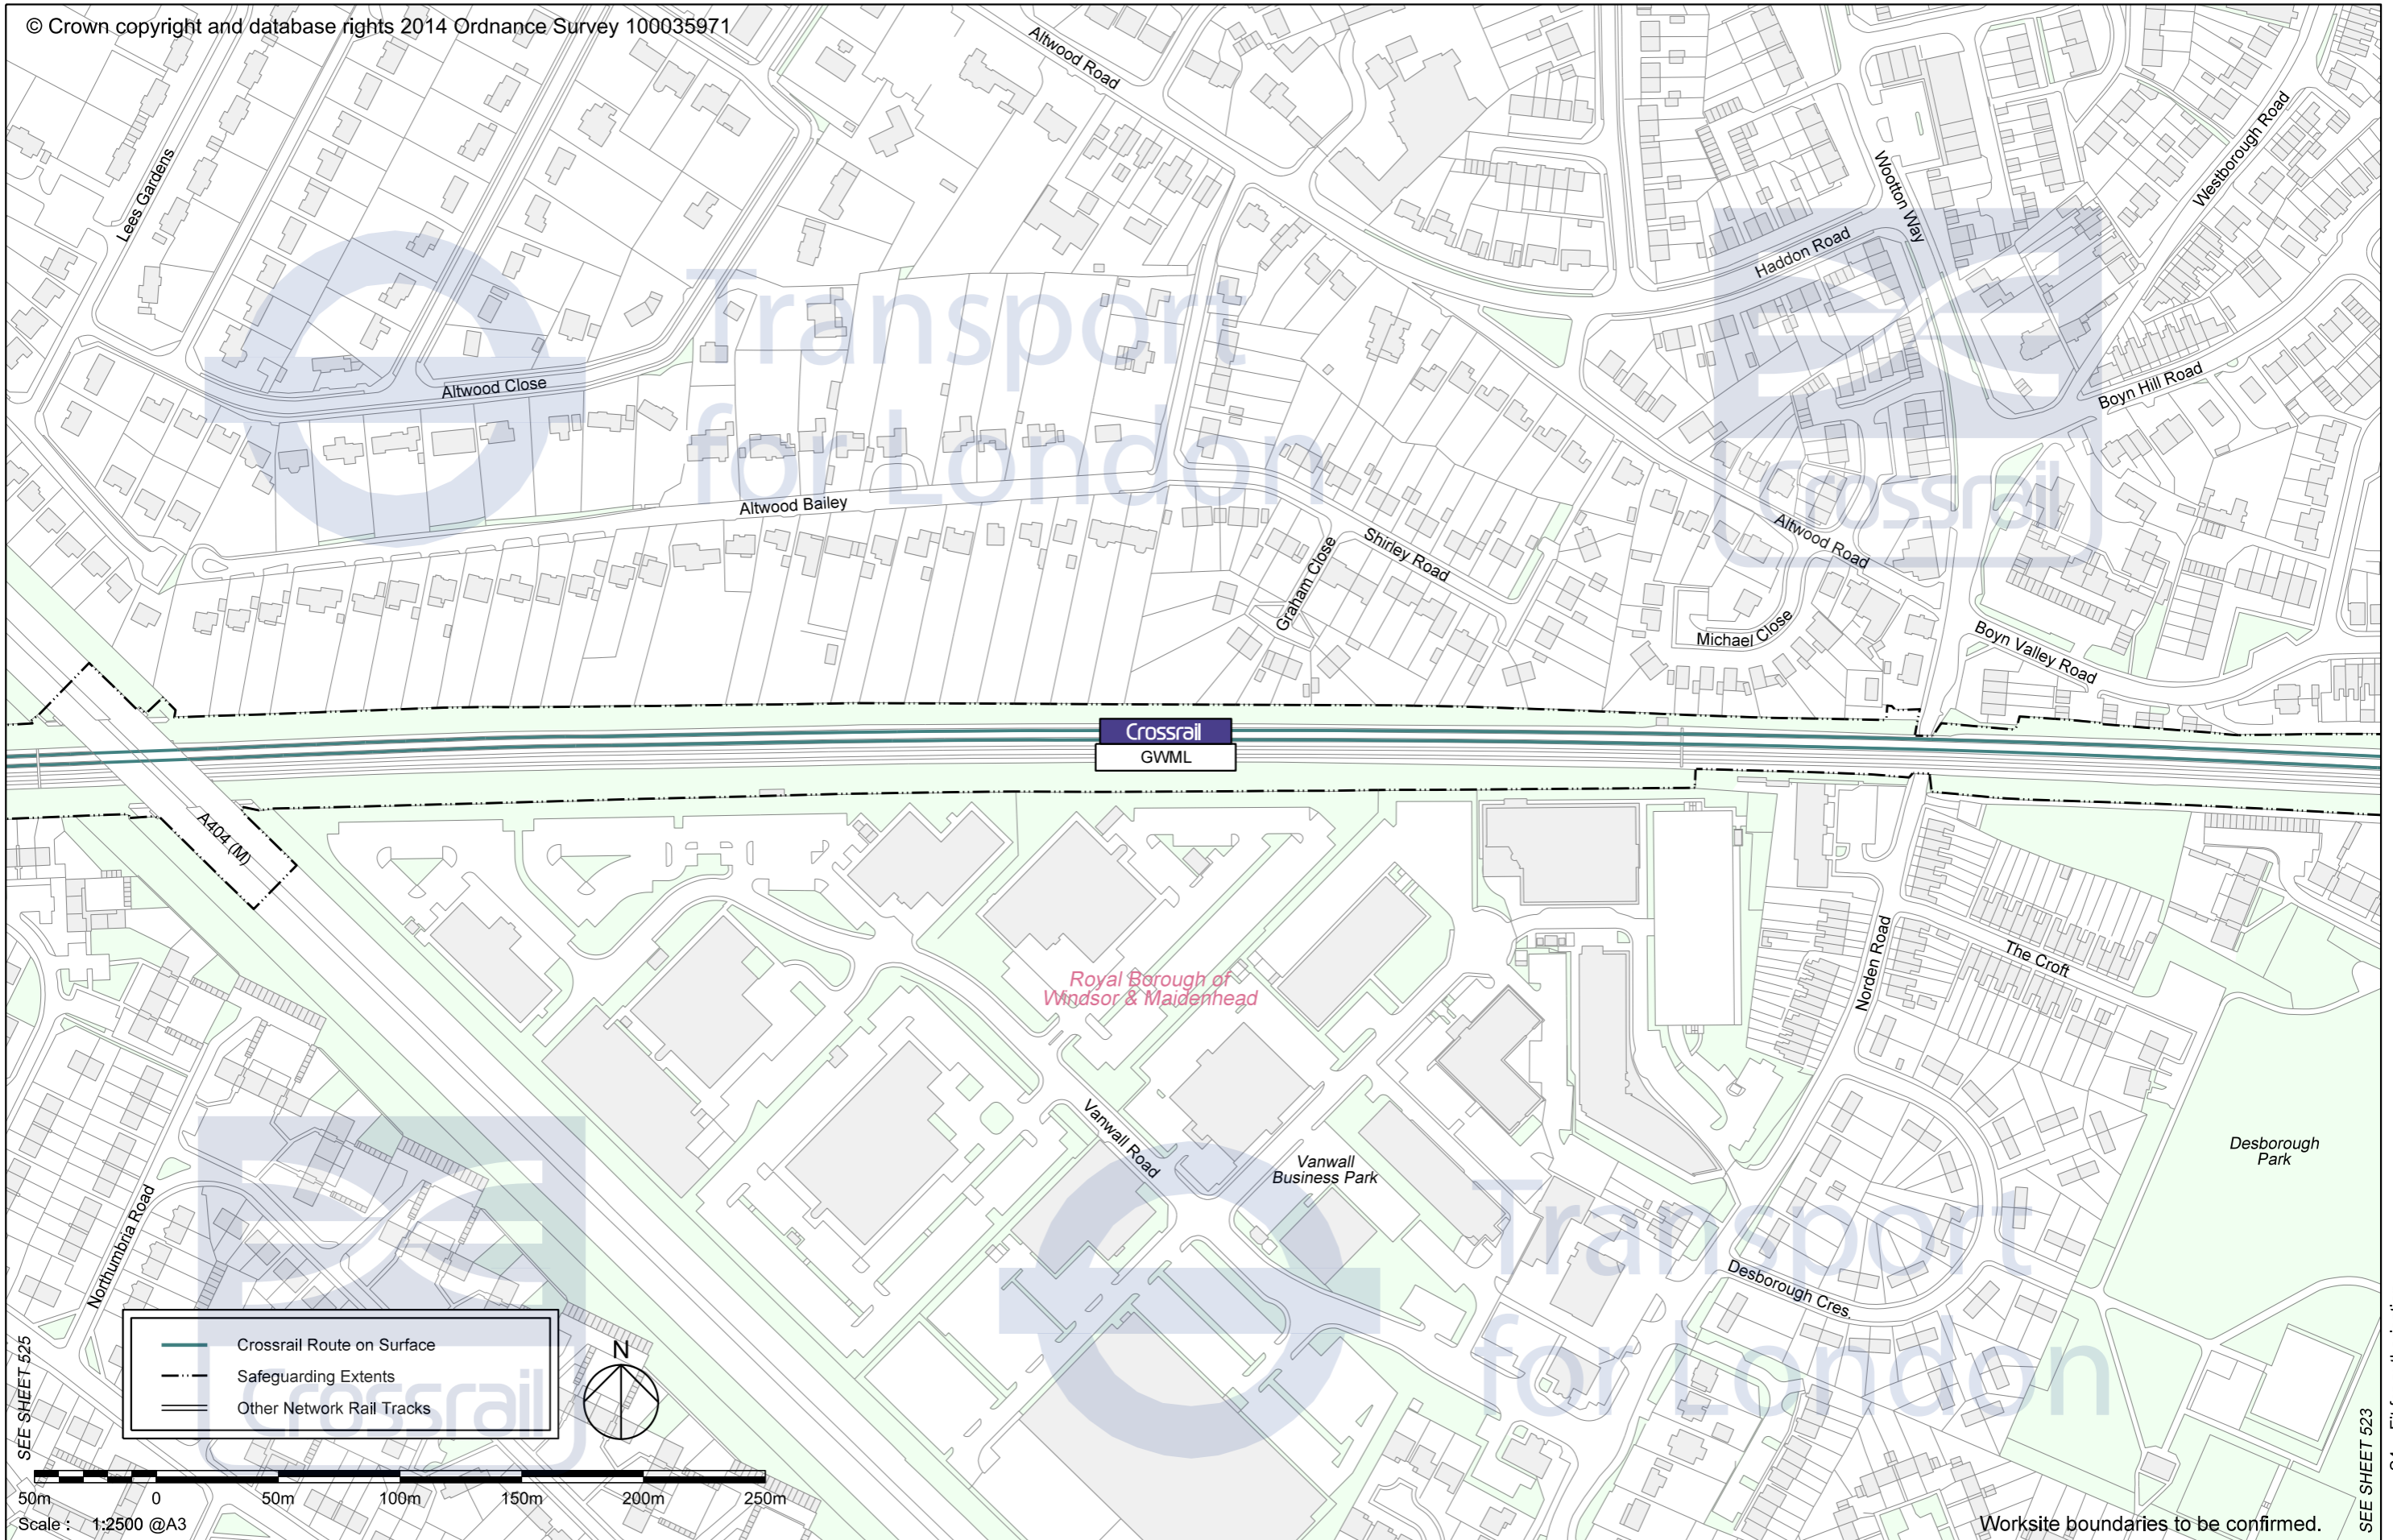 © Crown copyright and database rights 2014 Ordnance Survey 100035971
Altwood Road
Lees Gardens
Westborough Road
Wootton Way
Haddon Road
Transport
for London
Altwood Close
Boyn Hill Road
Crossrail
Altwood Bailey
Altwood Road
Shirley Road
Graham Close
Michael Close
Boyn Valley Road
Crossrail
GWML
A404 (M)
Norden Road
The Croft
Royal Borough of
Windsor & Maidenhead
Vanwall Road
Vanwall
Business Park
Desborough
Park
Northumbria Road
Transport
for London
Desborough Cres.
Crossrail Route on Surface
Safeguarding Extents
Other Network Rail Tracks
Crossrail
N
SEE SHEET 525
SEE SHEET 523
50m 0 50m 100m 150m 200m 250m
Scale : 1:2500 @A3
Worksite boundaries to be confirmed.